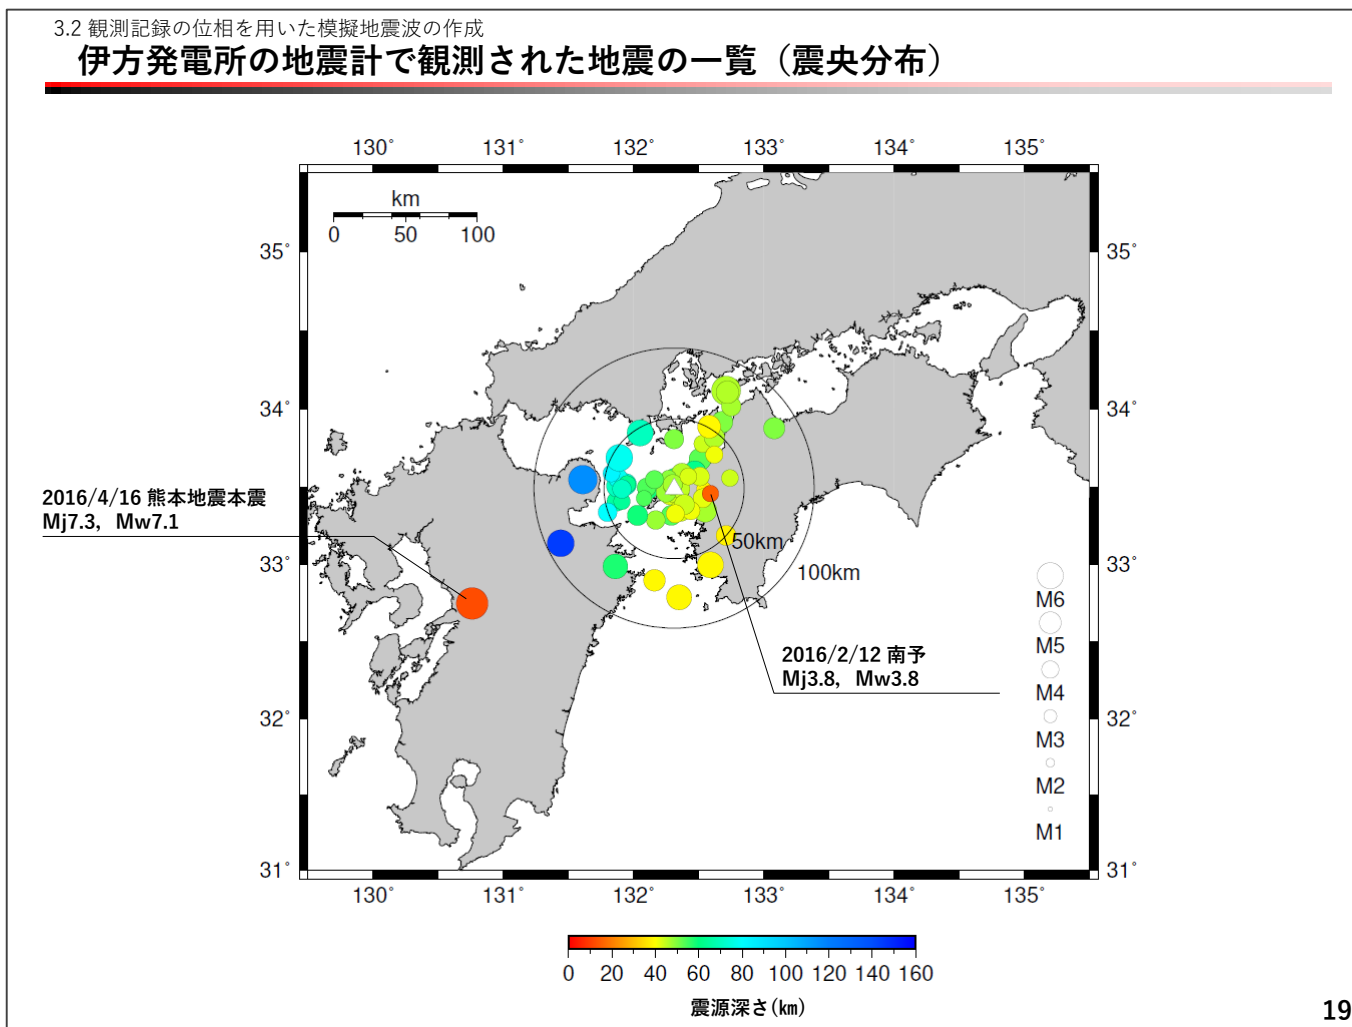 3.2 観測記録の位相を用いた模擬地震波の作成
伊方発電所の地震計で観測された地震の一覧（震央分布）
130° 131° 132° 133° 134° 135°
km
0 50 100
35° 35°
34° 34°
2016/4/16 熊本地震本震
Mj7.3, Mw7.1
50km
33° 33°
100km
M6
M5
2016/2/12 南予
Mj3.8, Mw3.8
M4
32° 32°
M3
M2
M1
31° 31°
130° 131° 132° 133° 134° 135°
0 20 40 60 80 100 120 140 160
震源深さ(㎞)
19